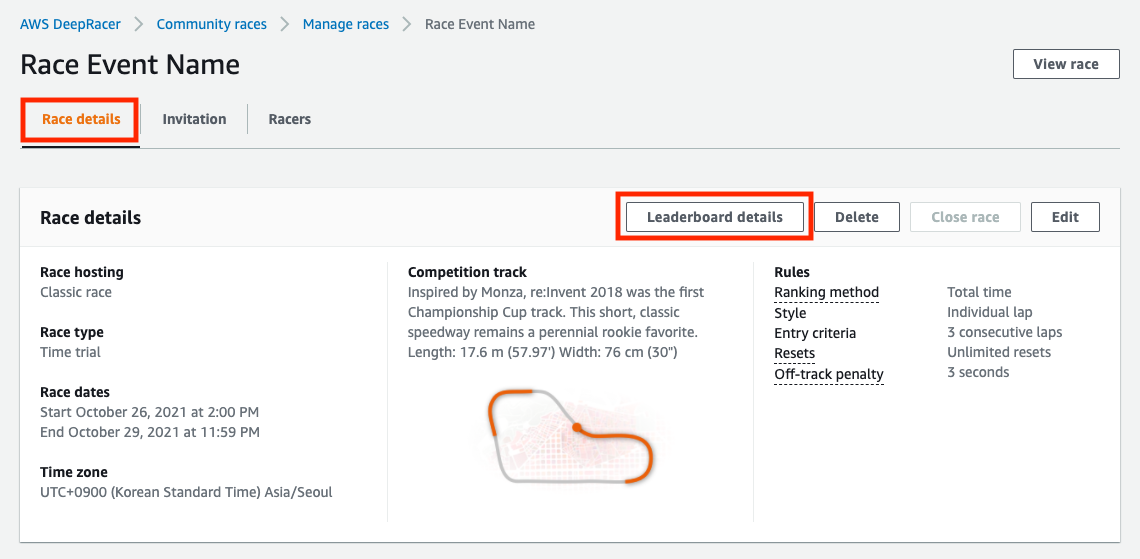 AWS DeepRacer > Community races > Manage races > Race Event Name
Race Event Name
View race
Race details
Invitation
Racers
Race details
Leaderboard details
Delete
Close race
Edit
Race hosting
Classic race
Race type
Time trial
Race dates
Start October 26, 2021 at 2:00 PM
End October 29, 2021 at 11:59 PM
Time zone
UTC+0900 (Korean Standard Time) Asia/Seoul
Competition track
Inspired by Monza, re:Invent 2018 was the first
Championship Cup track. This short, classic
speedway remains a perennial rookie favorite.
Length: 17.6 m (57.97') Width: 76 cm (30")
Rules
Ranking method Total time
Style Individual lap
Entry criteria 3 consecutive laps
Resets Unlimited resets
Off-track penalty 3 seconds